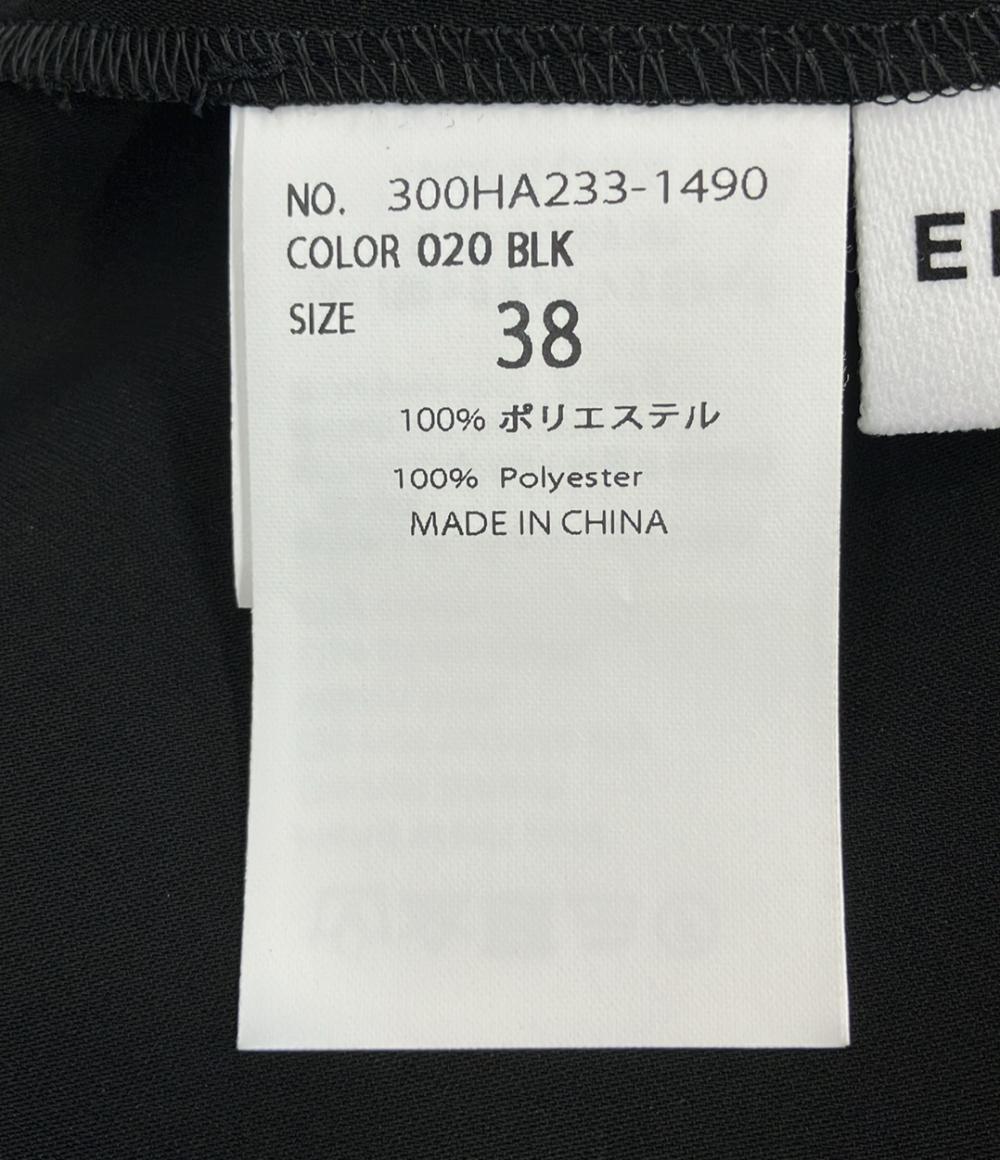 NO. 300HA233-1490
COLOR 020 BLK
SIZE 38
100% ポリエステル
100% Polyester
MADE IN CHINA
E